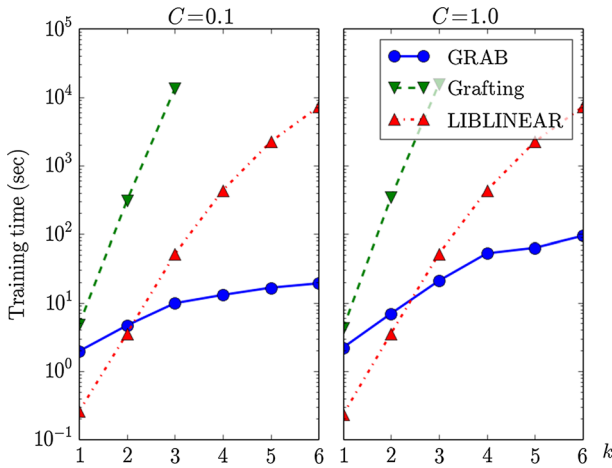 C=0.1
C=1.0
Training time (sec)
10^5
10^4
10^3
10^2
10^1
10^0
10^-1
GRAB
Grafting
LIBLINEAR
1 2 3 4 5 6
1 2 3 4 5 6
k